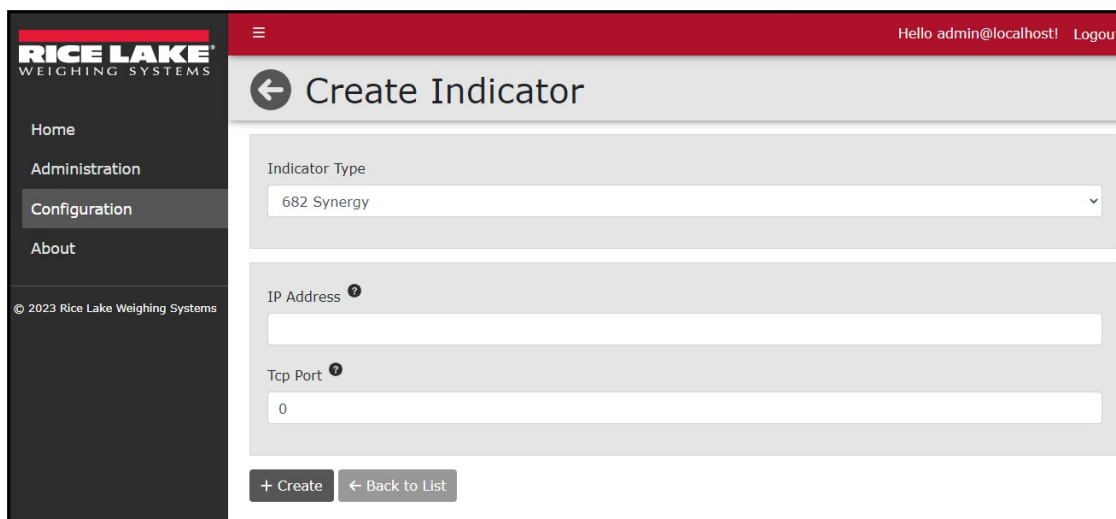 RICE LAKE®
WEIGHING SYSTEMS
Home
Administration
Configuration
About
© 2023 Rice Lake Weighing Systems
Hello admin@localhost! Logout
Create Indicator
Indicator Type
682 Synergy
IP Address
Tcp Port
0
+ Create
← Back to List